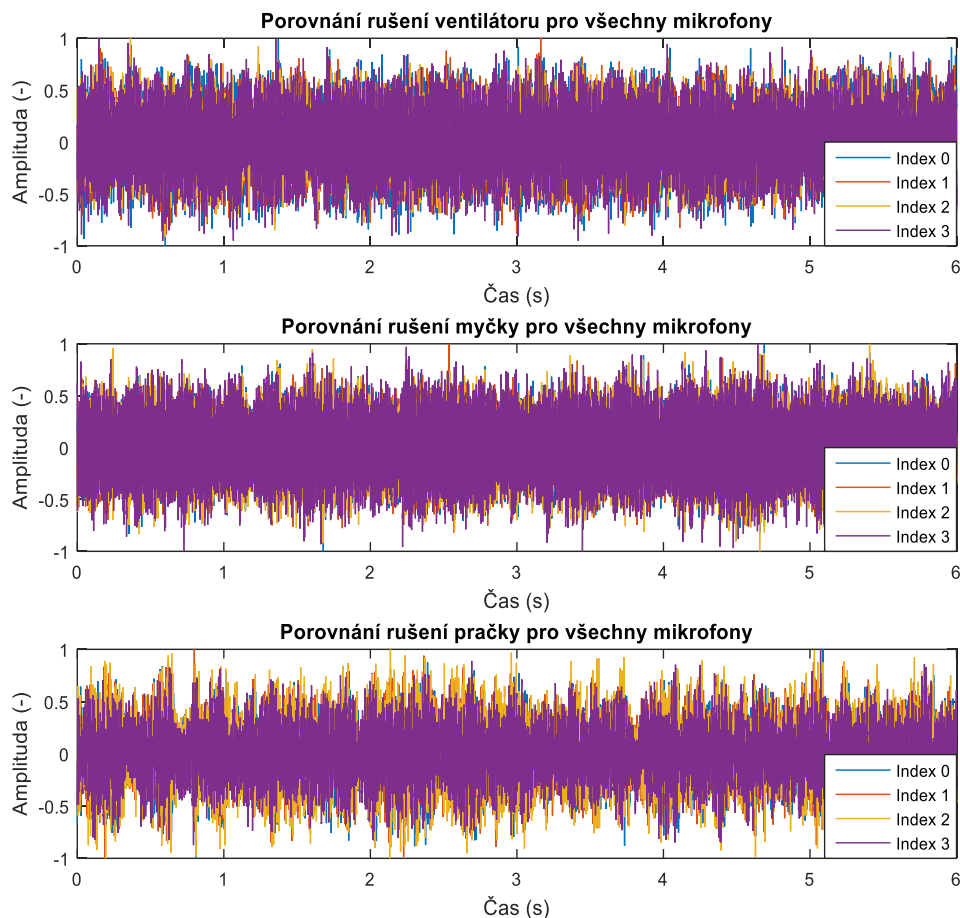 Porovnání rušení ventilátoru pro všechny mikrofony
1
0.5
0
-0.5
-1
Amplituda (-)
Index 0
Index 1
Index 2
Index 3
0 1 2 3 4 5 6
Čas (s)
Porovnání rušení myčky pro všechny mikrofony
1
0.5
0
-0.5
-1
Amplituda (-)
Index 0
Index 1
Index 2
Index 3
0 1 2 3 4 5 6
Čas (s)
Porovnání rušení pračky pro všechny mikrofony
1
0.5
0
-0.5
-1
Amplituda (-)
Index 0
Index 1
Index 2
Index 3
0 1 2 3 4 5 6
Čas (s)